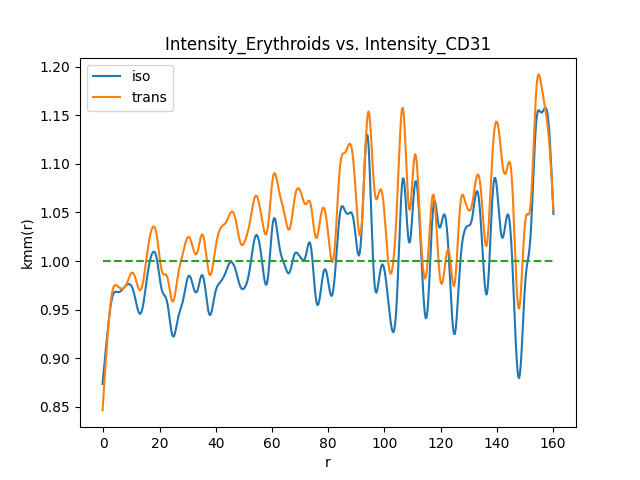 Intensity_Erythroids vs. Intensity_CD31
iso
trans
kmm(r)
1.20
1.15
1.10
1.05
1.00
0.95
0.90
0.85
0 20 40 60 80 100 120 140 160
r